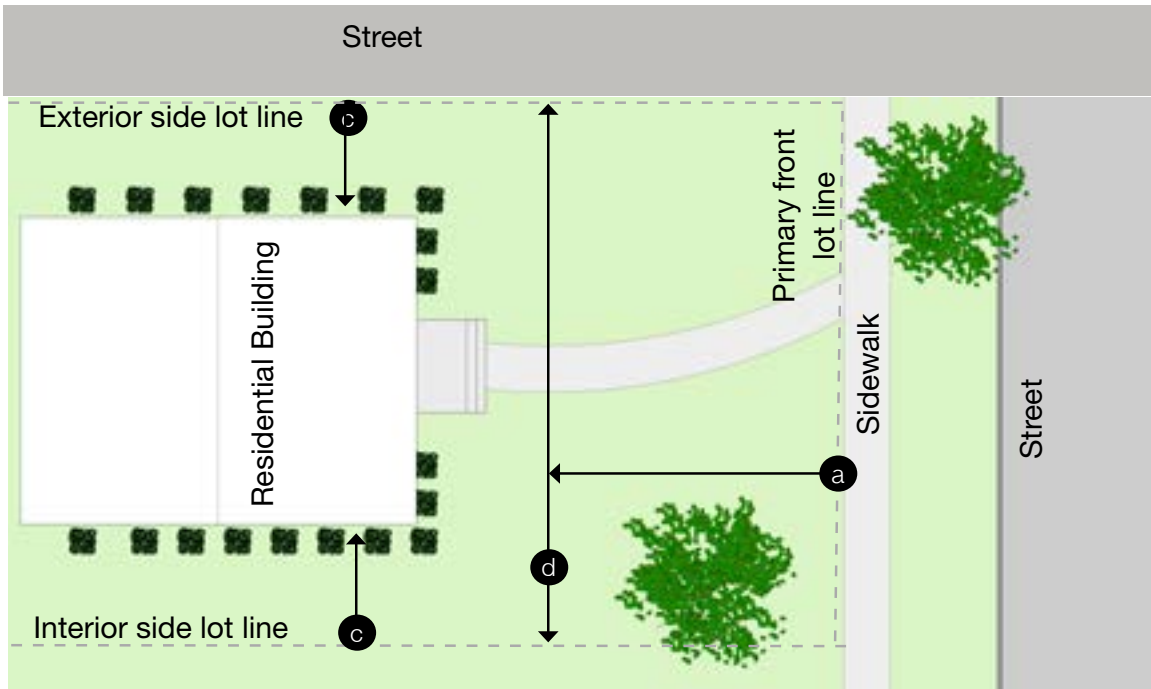 Street
Exterior side lot line
c
Primary front
lot line
Residential Building
Sidewalk
Street
a
d
Interior side lot line
c